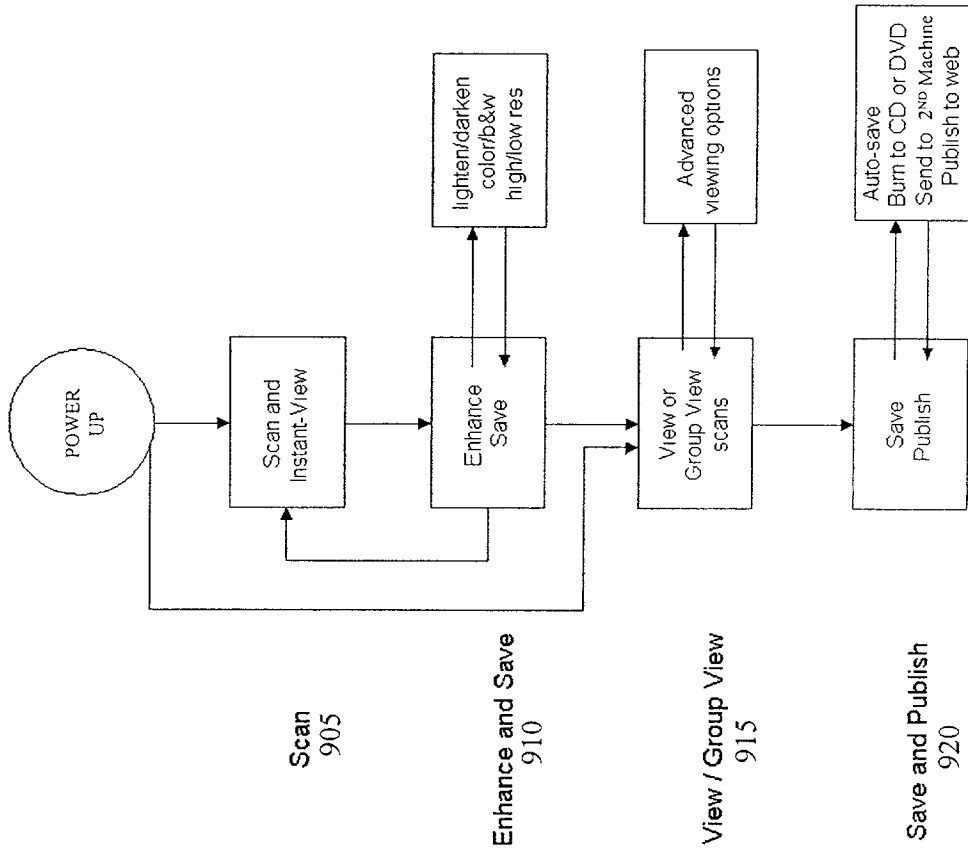 POWER
UP
Scan
905
Scan and
Instant-View
Enhance and Save
910
Enhance
Save
lighten/darken
color/b&w
high/low res
View / Group View
915
View or
Group View
scans
Advanced
viewing options
Save and Publish
920
Save
Publish
Auto-save
Burn to CD or DVD
Send to 2ND Machine
Publish to web